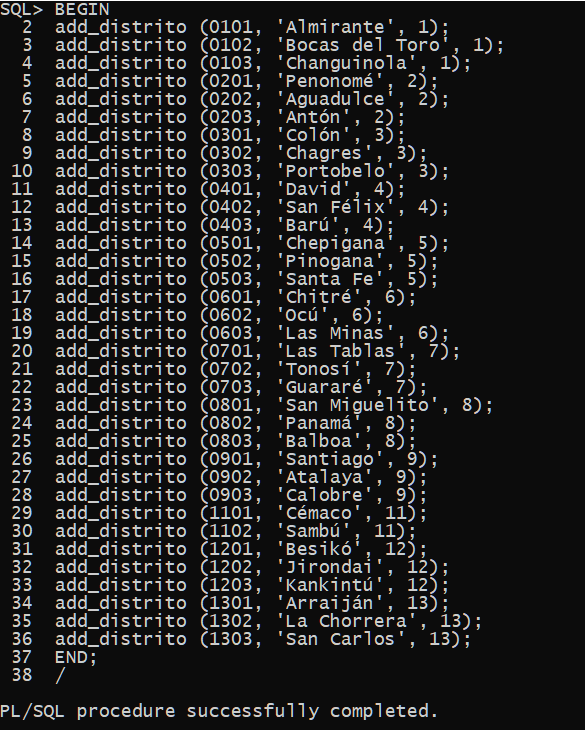 SQL> BEGIN
2 add_distrito (0101, 'Almirante', 1);
3 add_distrito (0102, 'Bocas del Toro', 1);
4 add_distrito (0103, 'Changuinola', 1);
5 add_distrito (0201, 'Penonomé', 2);
6 add_distrito (0202, 'Aguadulce', 2);
7 add_distrito (0203, 'Antón', 2);
8 add_distrito (0301, 'Colón', 3);
9 add_distrito (0302, 'Chagres', 3);
10 add_distrito (0303, 'Portobelo', 3);
11 add_distrito (0401, 'David', 4);
12 add_distrito (0402, 'San Félix', 4);
13 add_distrito (0403, 'Barú', 4);
14 add_distrito (0501, 'Chepigana', 5);
15 add_distrito (0502, 'Pinogana', 5);
16 add_distrito (0503, 'Santa Fe', 5);
17 add_distrito (0601, 'Chitré', 6);
18 add_distrito (0602, 'Ocú', 6);
19 add_distrito (0603, 'Las Minas', 6);
20 add_distrito (0701, 'Las Tablas', 7);
21 add_distrito (0702, 'Tonosí', 7);
22 add_distrito (0703, 'Guararé', 7);
23 add_distrito (0801, 'San Miguelito', 8);
24 add_distrito (0802, 'Panamá', 8);
25 add_distrito (0803, 'Balboa', 8);
26 add_distrito (0901, 'Santiago', 9);
27 add_distrito (0902, 'Atalaya', 9);
28 add_distrito (0903, 'Calobre', 9);
29 add_distrito (1101, 'Cémaco', 11);
30 add_distrito (1102, 'Sambú', 11);
31 add_distrito (1201, 'Besikó', 12);
32 add_distrito (1202, 'Jirondai', 12);
33 add_distrito (1203, 'Kankintú', 12);
34 add_distrito (1301, 'Arraiján', 13);
35 add_distrito (1302, 'La Chorrera', 13);
36 add_distrito (1303, 'San Carlos', 13);
37 END;
38 /
PL/SQL procedure successfully completed.